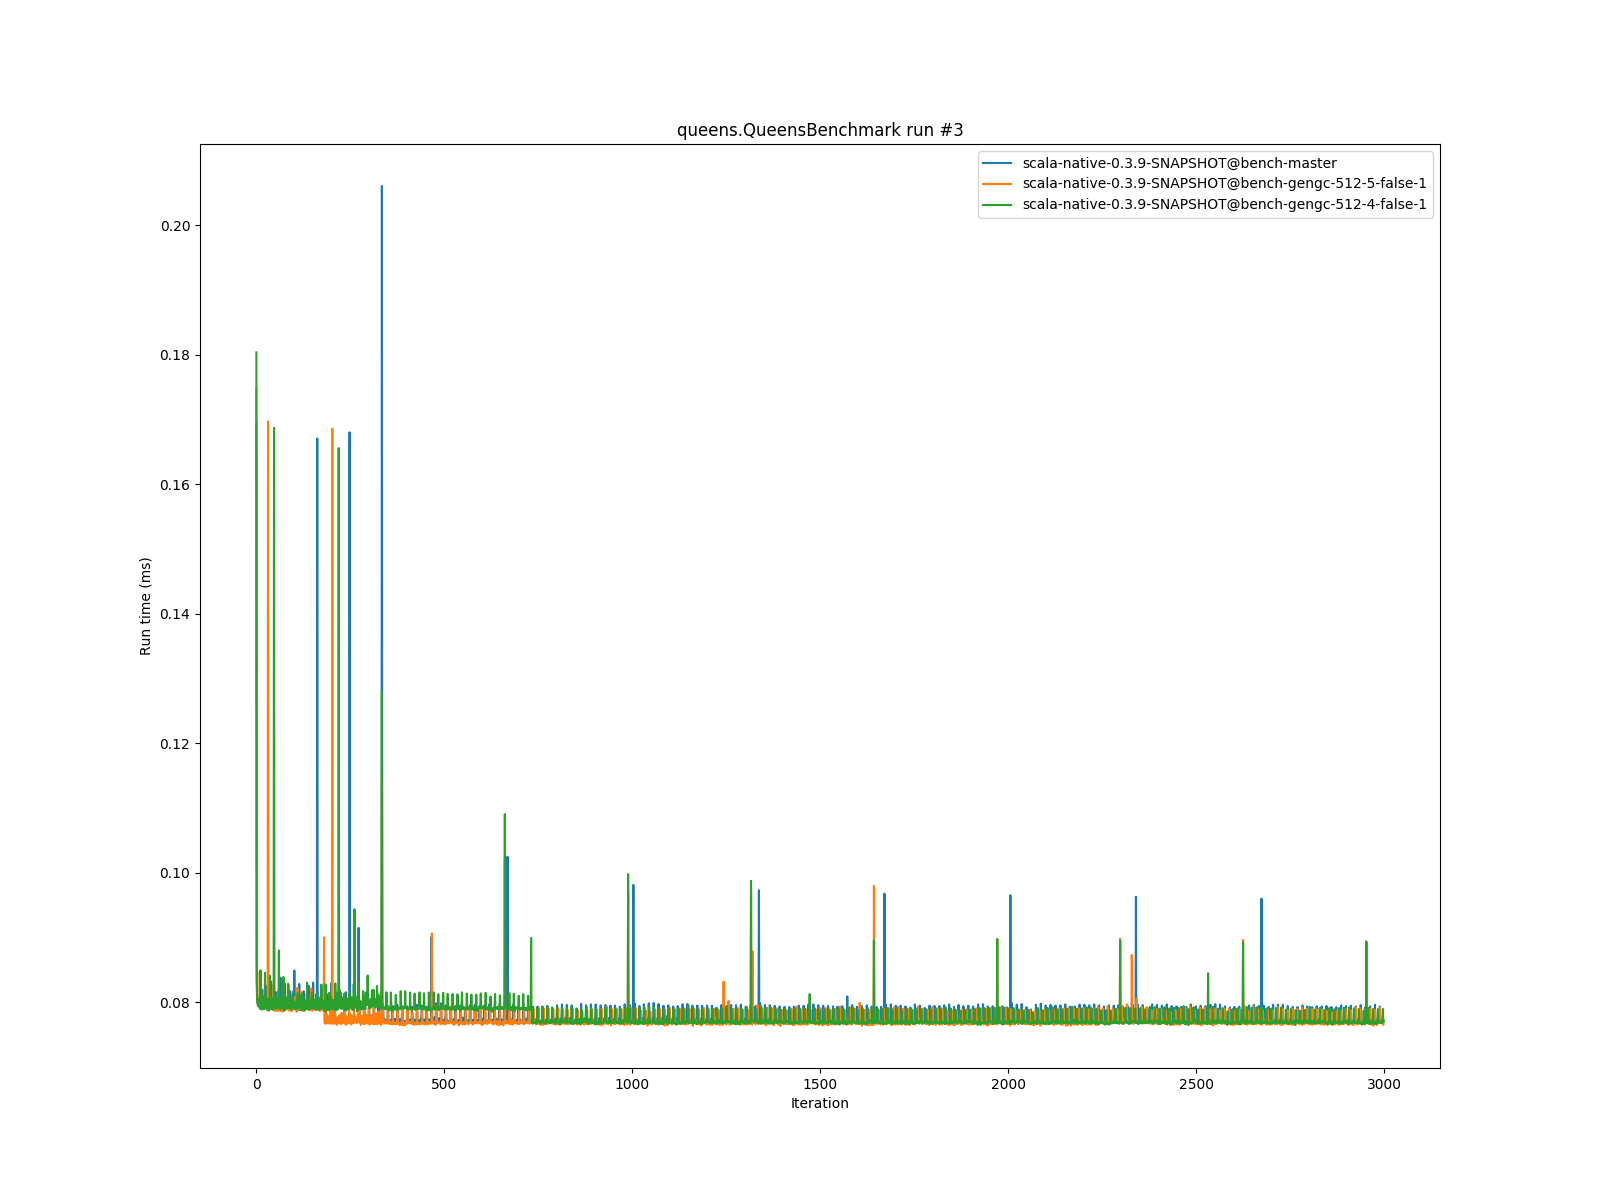 queens.QueensBenchmark run #3
scala-native-0.3.9-SNAPSHOT@bench-master
scala-native-0.3.9-SNAPSHOT@bench-gengc-512-5-false-1
scala-native-0.3.9-SNAPSHOT@bench-gengc-512-4-false-1
0.20
0.18
0.16
0.14
0.12
0.10
0.08
Run time (ms)
0
500
1000
1500
2000
2500
3000
Iteration